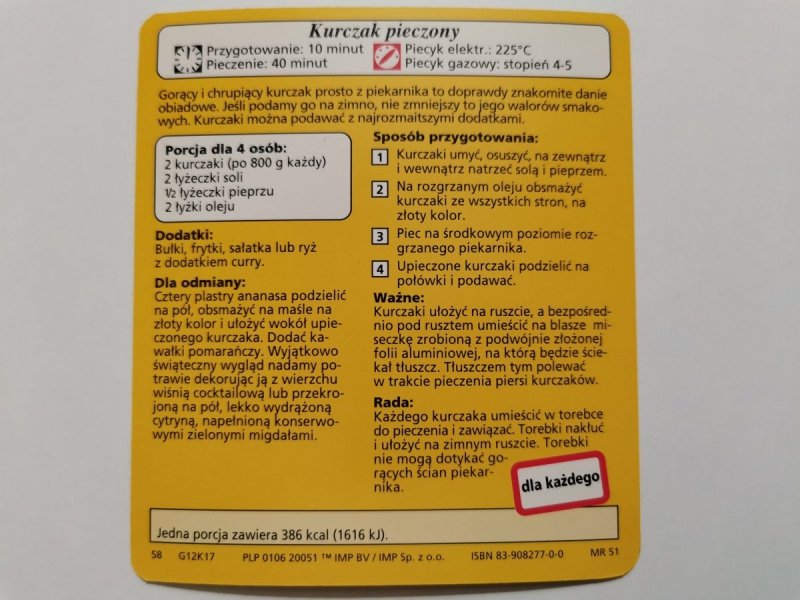 Kurczak pieczony
Przygotowanie: 10 minut
Pieczenie: 40 minut
Piecyk elektr.: 225°C
Piecyk gazowy: stopień 4-5
Gorący i chrupiący kurczak prosto z piekarnika to doprawdy znakomite danie
obiadowe. Jeśli podamy go na zimno, nie zmniejszy to jego walorów smako-
wych. Kurczaki można podawać z najrozmaitszymi dodatkami.
Porcja dla 4 osób:
2 kurczaki (po 800 g każdy)
2 łyżeczki soli
½ łyżeczki pieprzu
2 łyżki oleju
Dodatki:
Bułki, frytki, sałatka lub ryż
z dodatkiem curry.
Dla odmiany:
Cztery plastry ananasa podzielić
na pół, obsmażyć na maśle na
złoty kolor i ułożyć wokół upie-
czonego kurczaka. Dodać ka-
wałki pomarańczy. Wyjątkowo
świąteczny wygląd nadamy po-
trawie dekorując ją z wierzchu
wiśnią cocktailową lub przekro-
joną na pół, lekko wydrążoną
cytryną, napełnioną konserwo-
wymi zielonymi migdałami.
Sposób przygotowania:
1 Kurczaki umyć, osuszyć, na zewnątrz
i wewnątrz natrzeć solą i pieprzem.
2 Na rozgrzanym oleju obsmażyć
kurczaki ze wszystkich stron, na
złoty kolor.
3 Piec na środkowym poziomie roz-
grzanego piekarnika.
4 Upieczone kurczaki podzielić na
połówki i podawać.
Ważne:
Kurczaki ułożyć na ruszcie, a bezpośred-
nio pod rusztem umieścić na blasze mi-
seczkę zrobioną z podwójnie złożonej
folii aluminiowej, na którą będzie ście-
kał tłuszcz. Tłuszczem tym polewać
w trakcie pieczenia piersi kurczaków.
Rada:
Każdego kurczaka umieścić w torebce
do pieczenia i zawiązać. Torebki nakłuć
i ułożyć na zimnym ruszcie. Torebki
nie mogą dotykać go-
rących ścian piekar-
nika.
dla każdego
Jedna porcja zawiera 386 kcal (1616 kJ).
58 G12K17 PLP 0106 20051 ™ IMP BV / IMP Sp. z o.o. ISBN 83-908277-0-0 MR 51